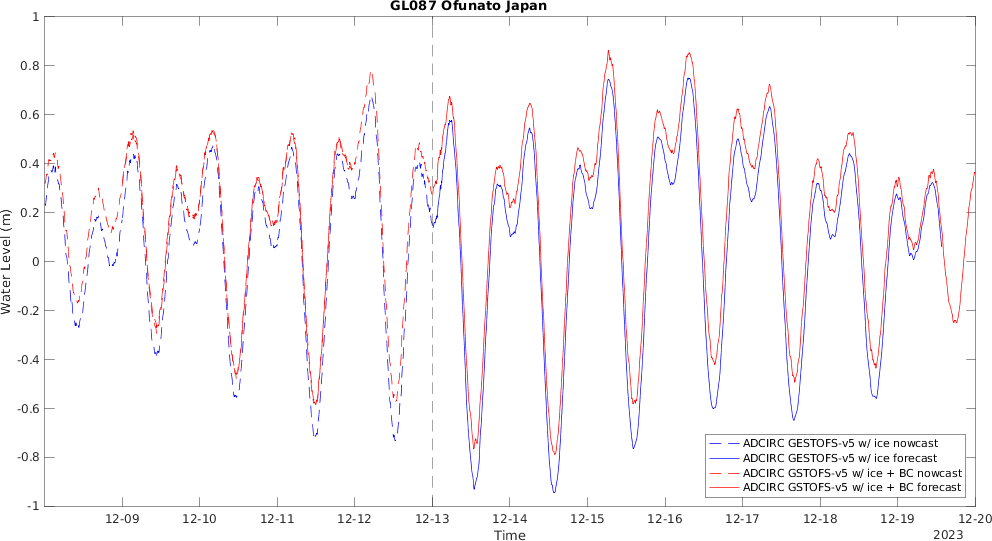 GL087 Ofunato Japan
1
0.8
0.6
0.4
0.2
0
-0.2
-0.4
-0.6
-0.8
-1
Water Level (m)
ADCIRC GESTOFS-v5 w/ ice nowcast
ADCIRC GESTOFS-v5 w/ ice forecast
ADCIRC GSTOFS-v5 w/ ice + BC nowcast
ADCIRC GSTOFS-v5 w/ ice + BC forecast
12-09 12-10 12-11 12-12 12-13 12-14 12-15 12-16 12-17 12-18 12-19 12-20
Time
2023